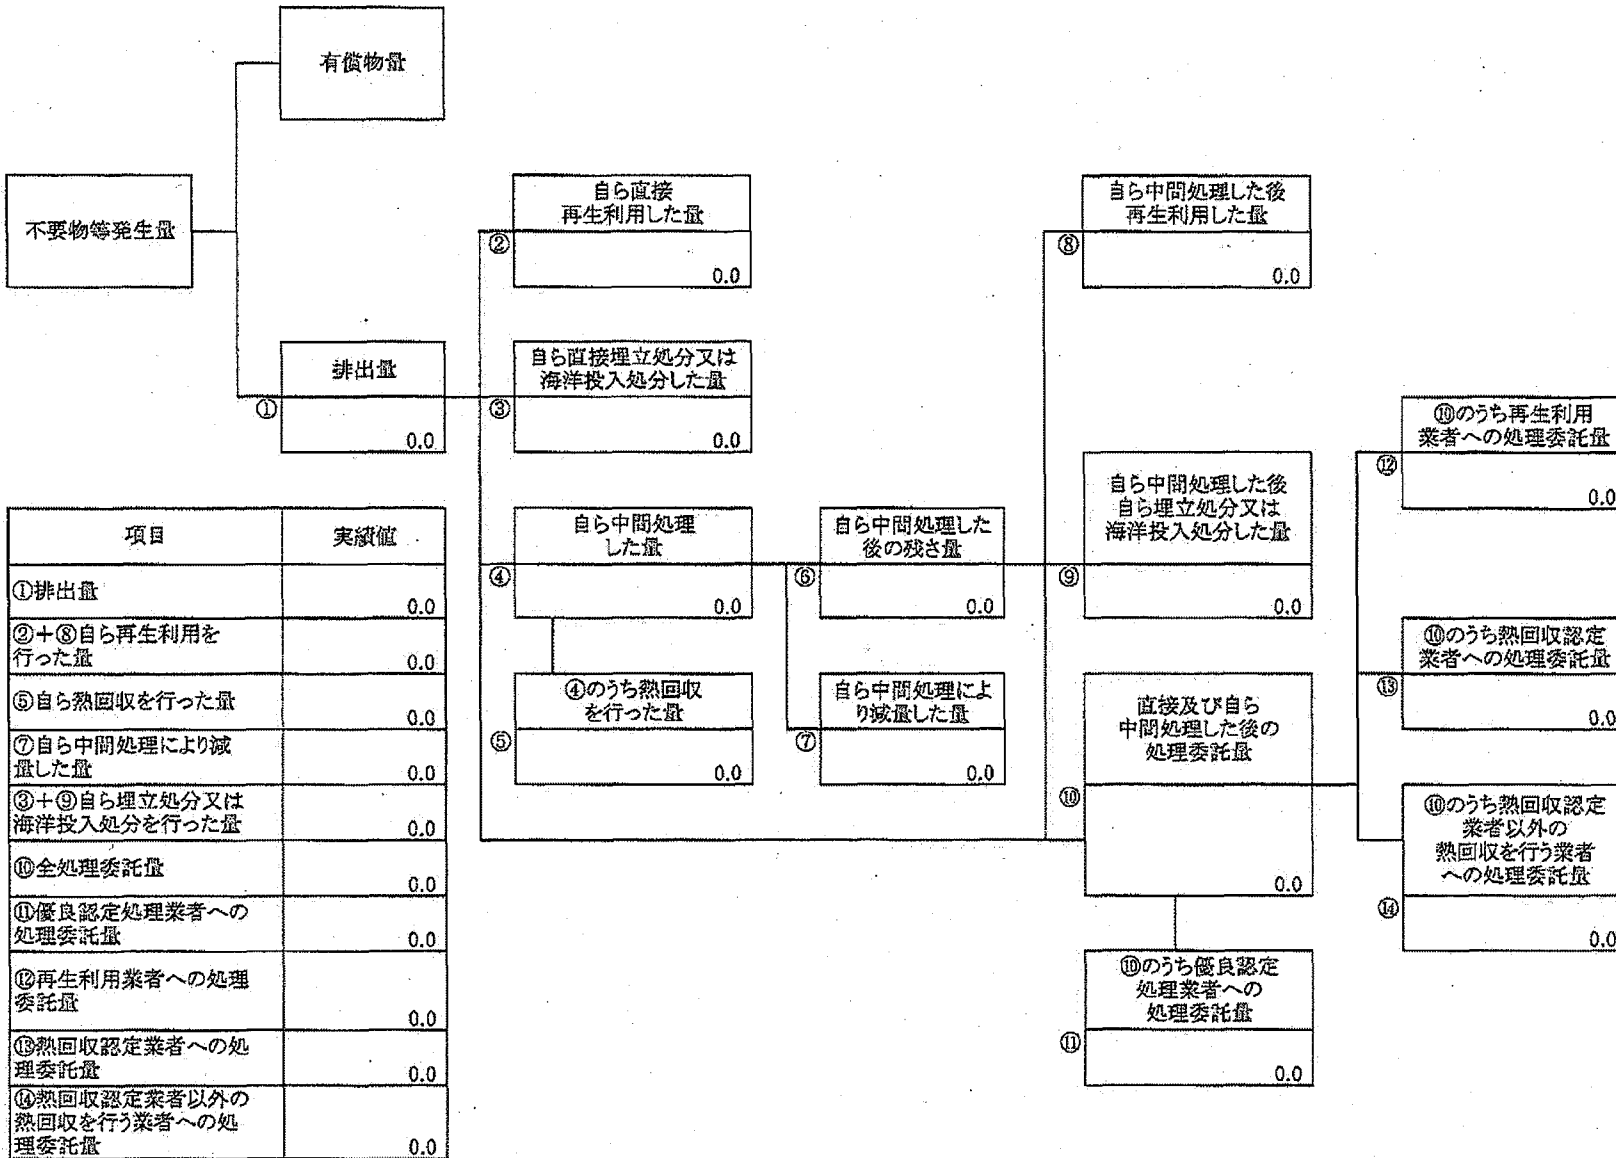 有償物量
不要物等発生量
自ら直接
再生利用した量
②
0.0
自ら中間処理した後
再生利用した量
⑧
0.0
排出量
①
0.0
自ら直接埋立処分又は
海洋投入処分した量
③
0.0
⑩のうち再生利用
業者への処理委託量
⑫
0.0
自ら中間処理した後
自ら埋立処分又は
海洋投入処分した量
⑨
0.0
自ら中間処理
した量
④
0.0
自ら中間処理した
後の残さ量
⑥
0.0
⑩のうち熱回収認定
業者への処理委託量
⑬
0.0
④のうち熱回収
を行った量
⑤
0.0
自ら中間処理によ
り減量した量
⑦
0.0
直接及び自ら
中間処理した後の
処理委託量
⑩
0.0
⑩のうち熱回収認定
業者以外の
熱回収を行う業者
への処理委託量
⑭
0.0
⑩のうち優良認定
処理業者への
処理委託量
⑪
0.0
項目 実績値
①排出量
0.0
②+⑧自ら再生利用を
行った量 0.0
⑤自ら熱回収を行った量
0.0
⑦自ら中間処理により減
量した量 0.0
③+⑨自ら埋立処分又は
海洋投入処分を行った量 0.0
⑩全処理委託量
0.0
⑪優良認定処理業者への
処理委託量 0.0
⑫再生利用業者への処理
委託量
0.0
⑬熱回収認定業者への処
理委託量 0.0
⑭熱回収認定業者以外の
熱回収を行う業者への処
理委託量 0.0